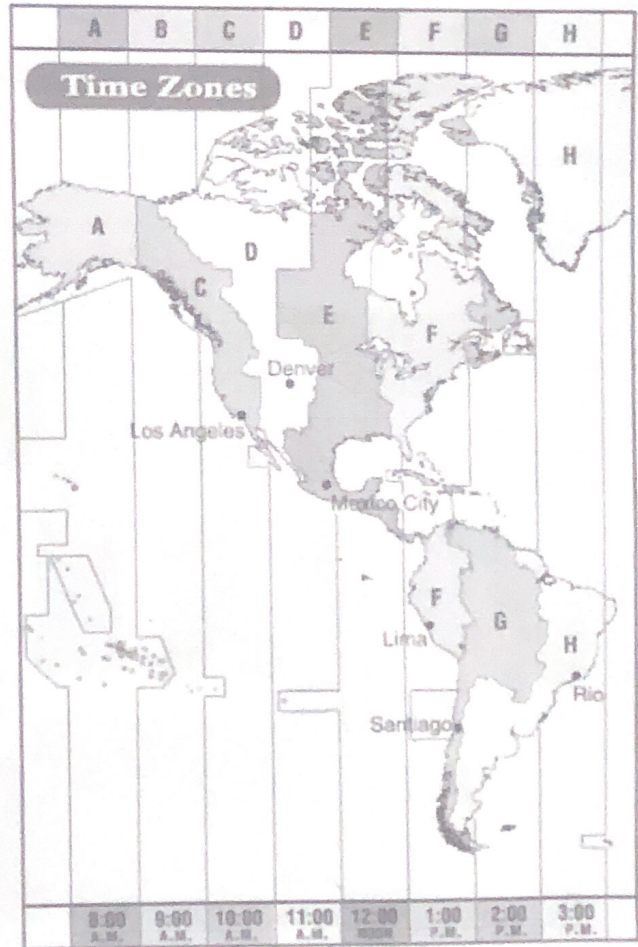 A B C D E F G H
Time Zones
H
A
D
C
E
F
Denver
Los Angeles
Mexico City
F
G
Lima
H
Rio
Santiago
8:00 9:00 10:00 11:00 12:00 1:00 2:00 3:00
A.M. A.M. A.M. A.M. NOON P.M. P.M. P.M.